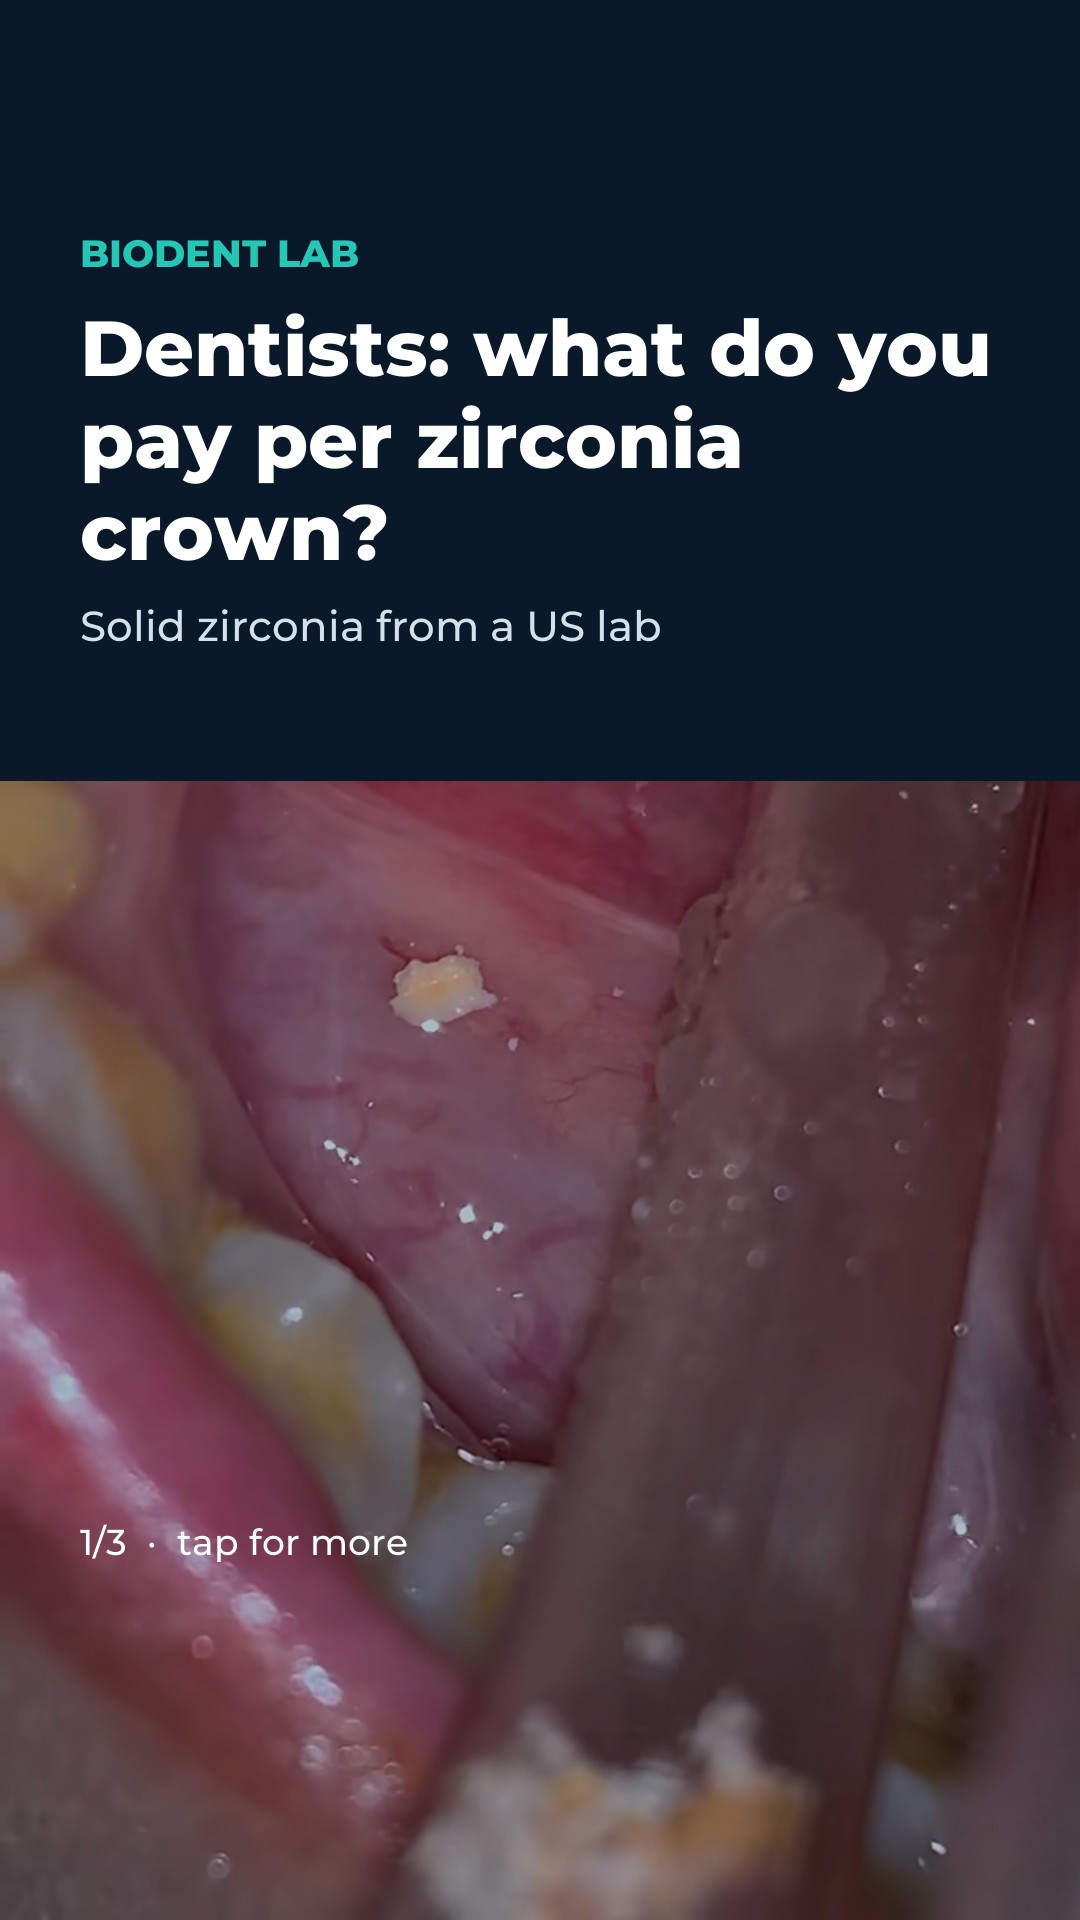 BIODENT LAB
Dentists: what do you
pay per zirconia
crown?
Solid zirconia from a US lab
1/3 · tap for more